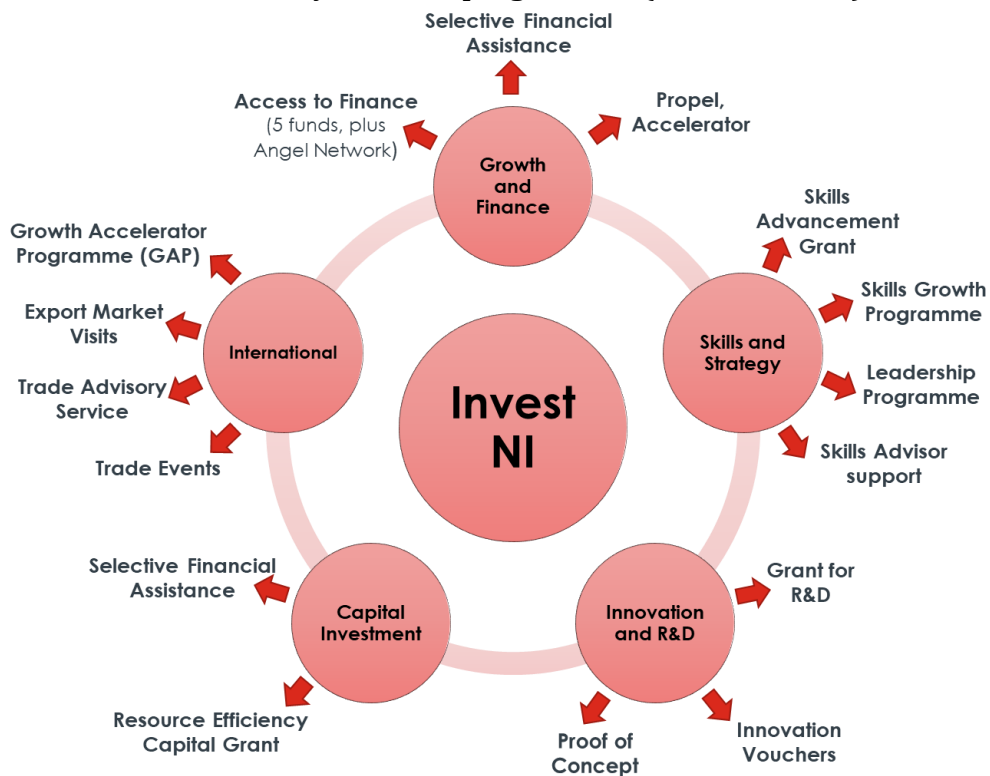 Selective Financial
Assistance
Access to Finance
(5 funds, plus
Angel Network)
Propel,
Accelerator
Growth
and
Finance
Skills
Advancement
Grant
Growth Accelerator
Programme (GAP)
Skills Growth
Programme
Export Market
Visits
International
Skills and
Strategy
Leadership
Programme
Trade Advisory
Service
Invest
NI
Trade Events
Skills Advisor
support
Selective Financial
Assistance
Capital
Investment
Innovation
and R&D
Grant for
R&D
Resource Efficiency
Capital Grant
Proof of
Concept
Innovation
Vouchers